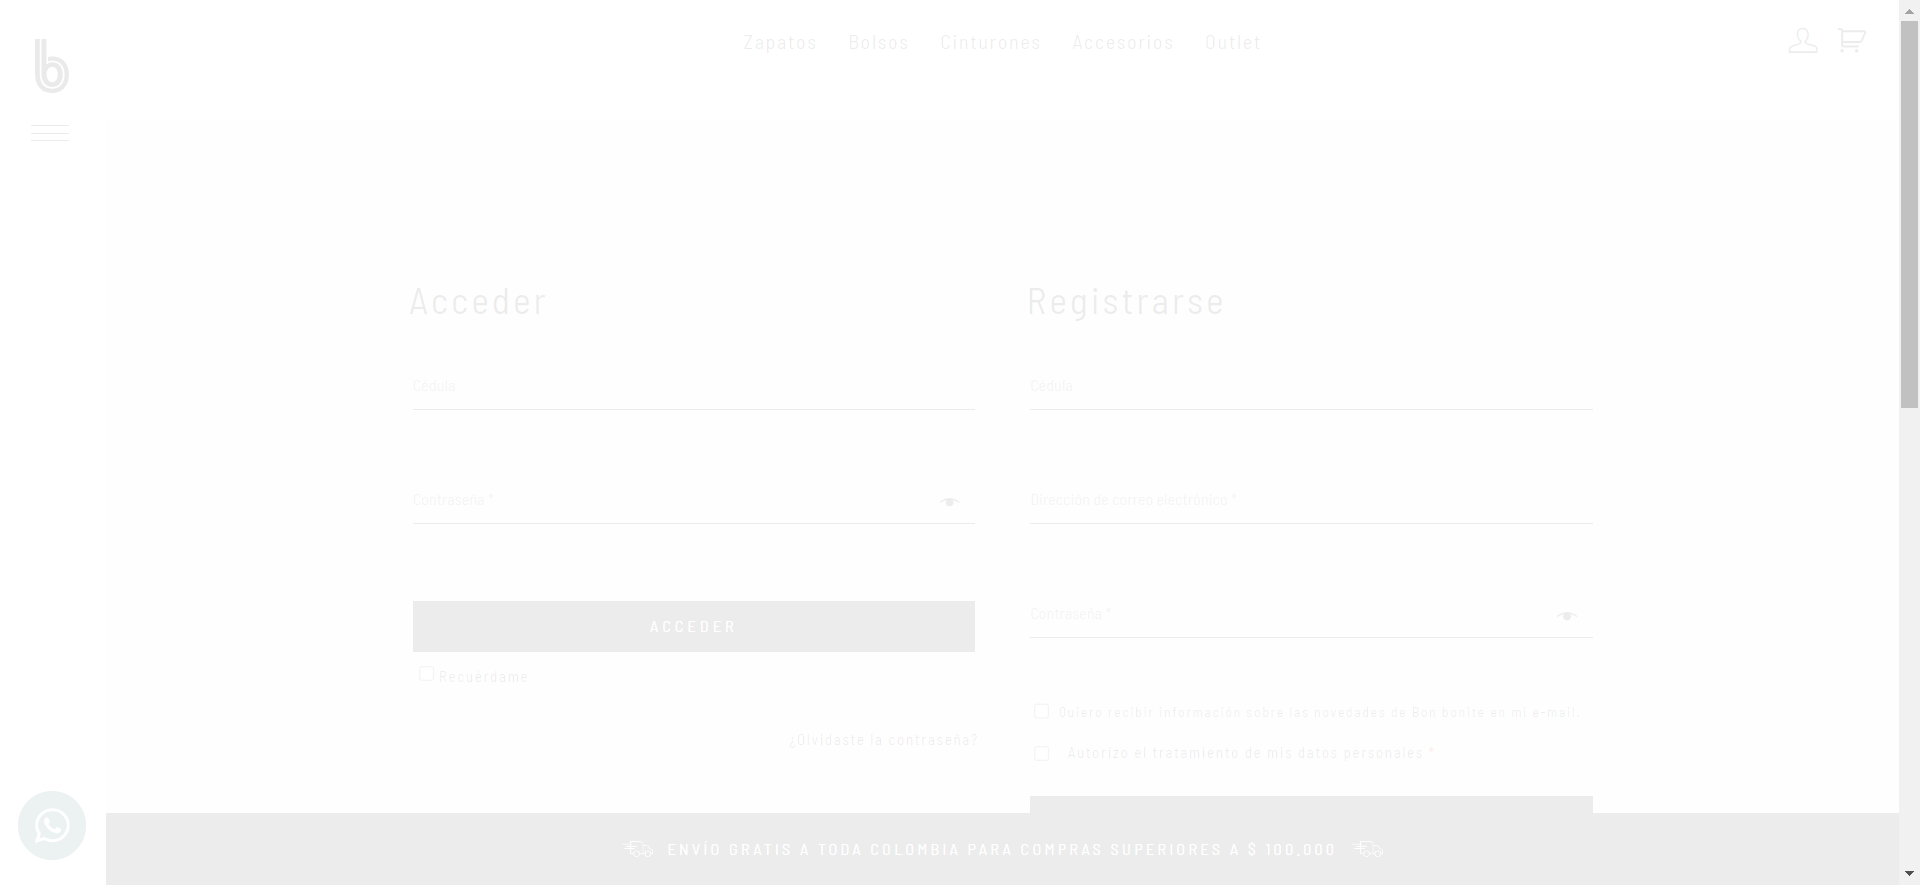 b
Zapatos Bolsos Cinturones Accesorios Outlet
Acceder
Cédula
Contraseña *
ACCEDER
Recuérdame
¿Olvidaste la contraseña?
Registrarse
Cédula
Dirección de correo electrónico *
Contraseña *
Quiero recibir información sobre las novedades de Bon bonite en mi e-mail.
Autorizo el tratamiento de mis datos personales *
ENVÍO GRATIS A TODA COLOMBIA PARA COMPRAS SUPERIORES A $ 100.000